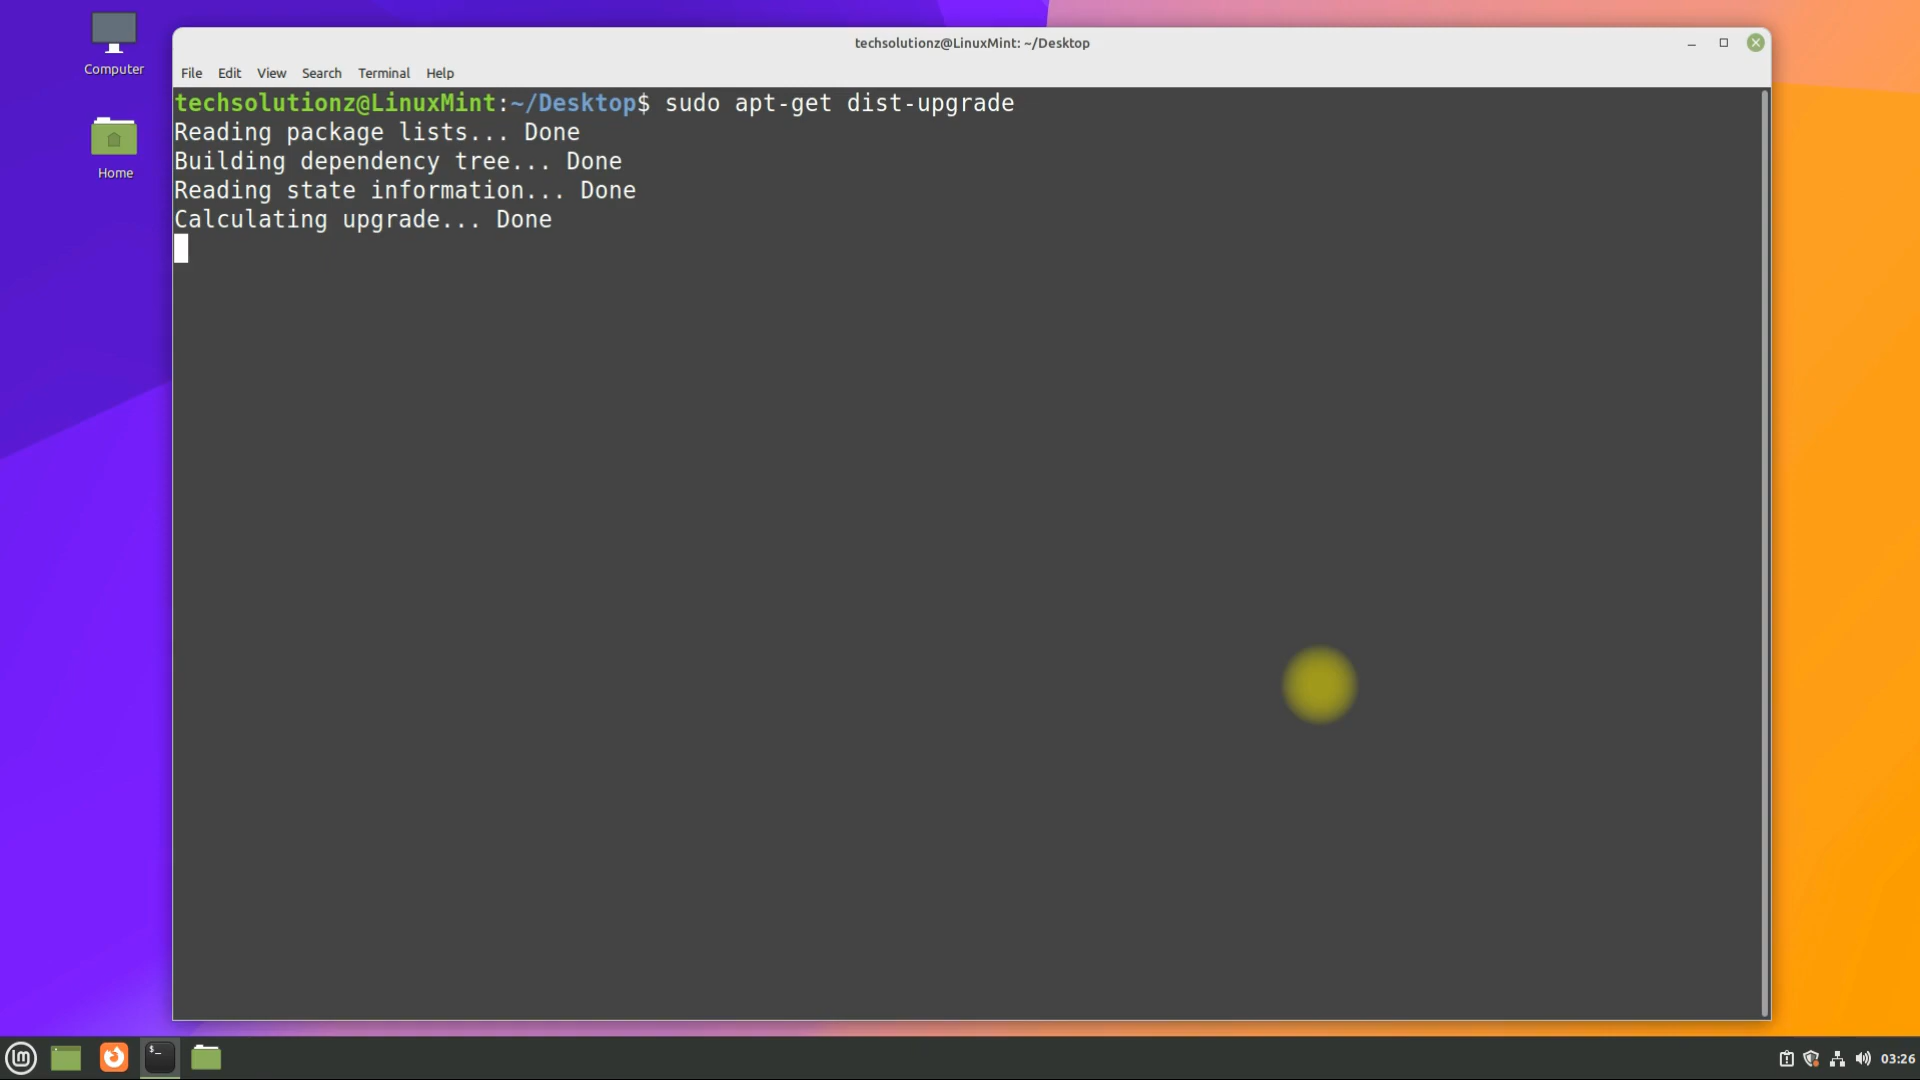 Computer
Home
techsolutionz@LinuxMint: ~/Desktop
File Edit View Search Terminal Help
techsolutionz@LinuxMint:~/Desktop$ sudo apt-get dist-upgrade
Reading package lists... Done
Building dependency tree... Done
Reading state information... Done
Calculating upgrade... Done
03:26